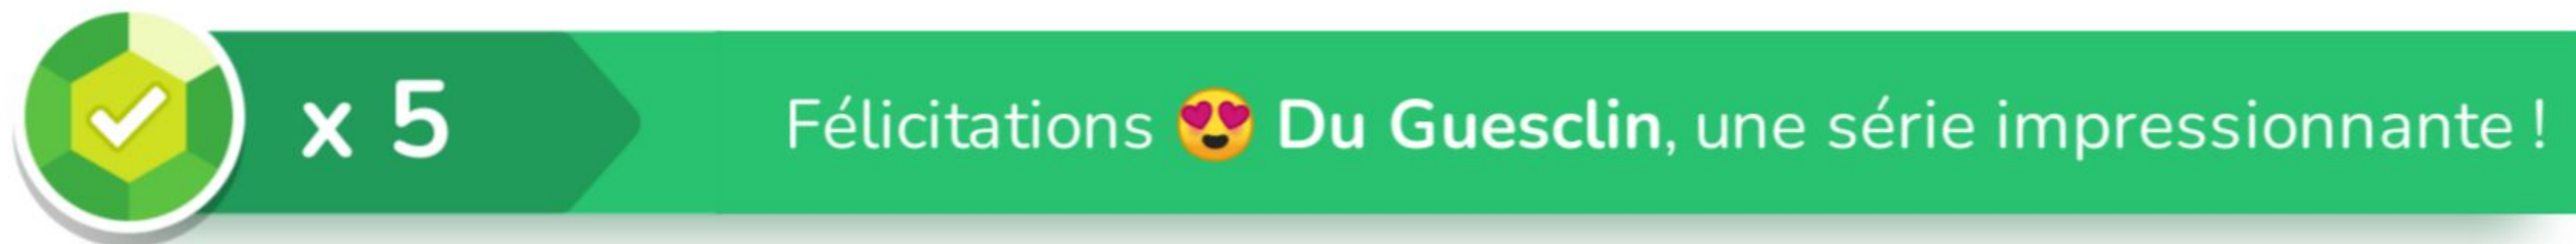 x 5 Félicitations 😍 Du Guesclin, une série impressionnante !